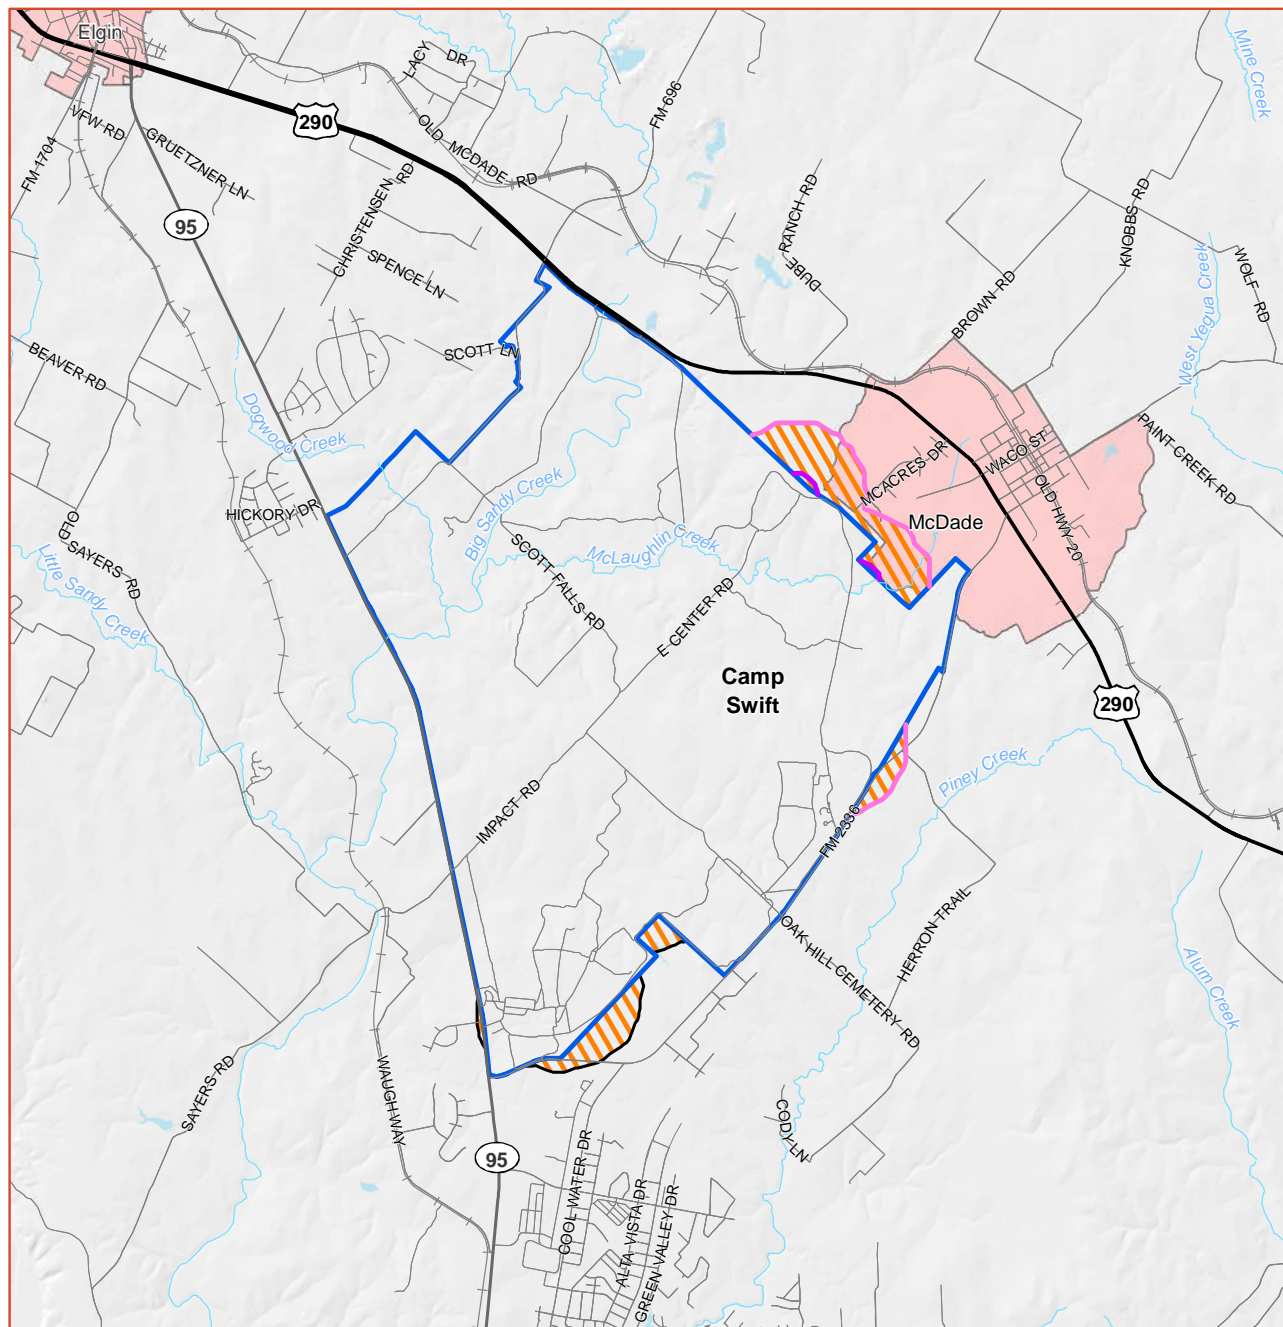 Elgin
LACY DR
Mine Creek
290
FM 696
VFW RD
OLD MCDADE RD
GRUETZNER LN
FM 1704
CHRISTENSEN RD
DUBE RANCH RD
KNOBBS RD
95
WOLF RD
SPENCE LN
West Yegua Creek
BROWN RD
SCOTT LN
BEAVER RD
Dogwood Creek
PAINT CREEK RD
WACO ST
MCACRES DR
Big Sandy Creek
OLD HWY 20
HICKORY DR
McDade
OLD SAYERS RD
McLaughlin Creek
SCOTT FALLS RD
Little Sandy Creek
E CENTER RD
Camp
Swift
290
Piney Creek
IMPACT RD
FM 2336
HERRON TRAIL
OAK HILL CEMETERY RD
Alum Creek
SAYERS RD
WAUGH WAY
CODY LN
95
COOL WATER DR
ALTA VISTA DR
GREEN VALLEY DR